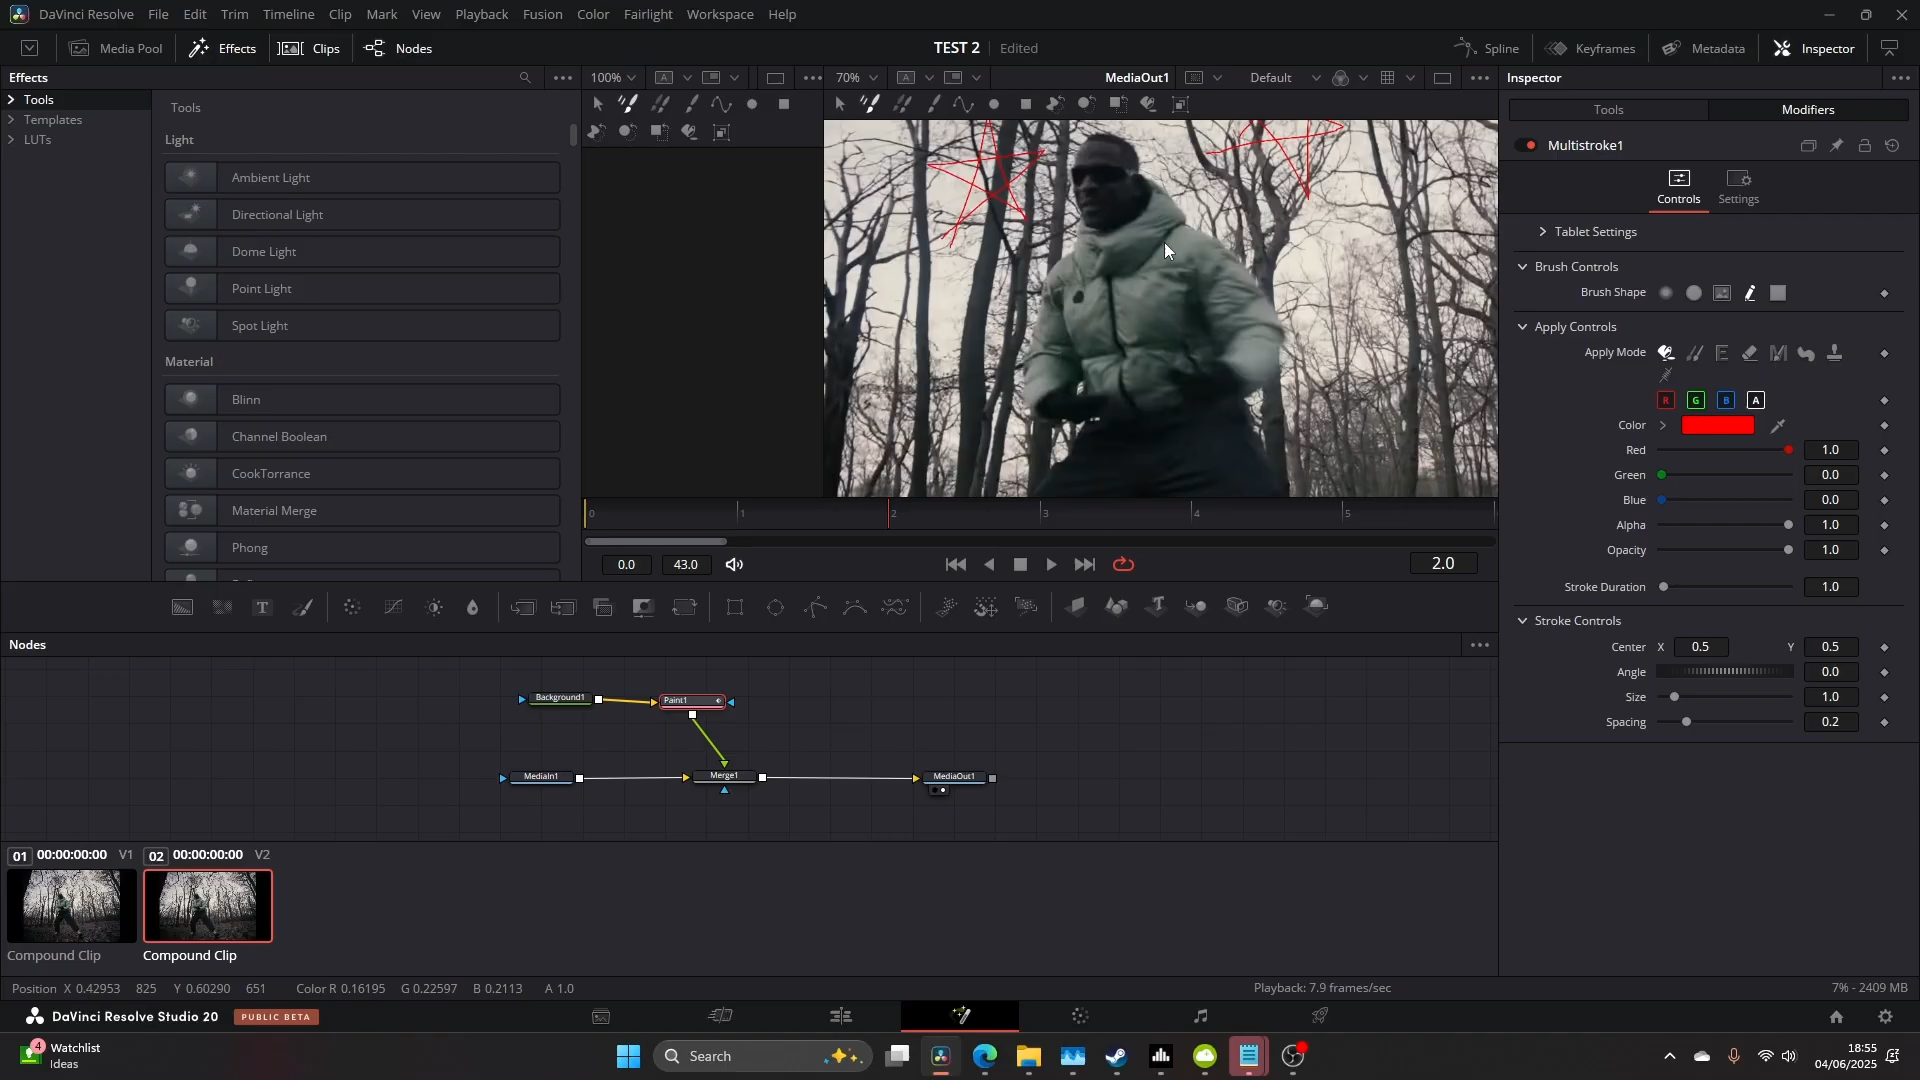 DaVinci Resolve File Edit Trim Timeline Clip Mark View Playback Fusion Color Fairlight Workspace Help
Media Pool Effects Clips Nodes TEST 2 Edited Spline Keyframes Metadata Inspector
Effects 100% 70% MediaOut1 Default Inspector
Tools
Templates
LUTs
Tools
Light
Ambient Light
Directional Light
Dome Light
Point Light
Spot Light
Material
Blinn
Channel Boolean
CookTorrance
Material Merge
Phong
0 1 2 3 4 5
0.0 43.0 2.0
Tools Modifiers
Multistroke1
Controls Settings
Tablet Settings
Brush Controls
Brush Shape
Apply Controls
Apply Mode
R G B A
Color
Red 1.0
Green 0.0
Blue 0.0
Alpha 1.0
Opacity 1.0
Stroke Duration 1.0
Stroke Controls
Center X 0.5 Y 0.5
Angle 0.0
Size 1.0
Spacing 0.2
Nodes
Background1 Paint1
MediaIn1 Merge1 MediaOut1
01 00:00:00:00 V1 02 00:00:00:00 V2
Compound Clip Compound Clip
Position X 0.42953 825 Y 0.60290 651 Color R 0.16195 G 0.22597 B 0.2113 A 1.0 Playback: 7.9 frames/sec 7% - 2409 MB
DaVinci Resolve Studio 20 PUBLIC BETA
4 Watchlist
Ideas
Search
18:55
04/06/2025